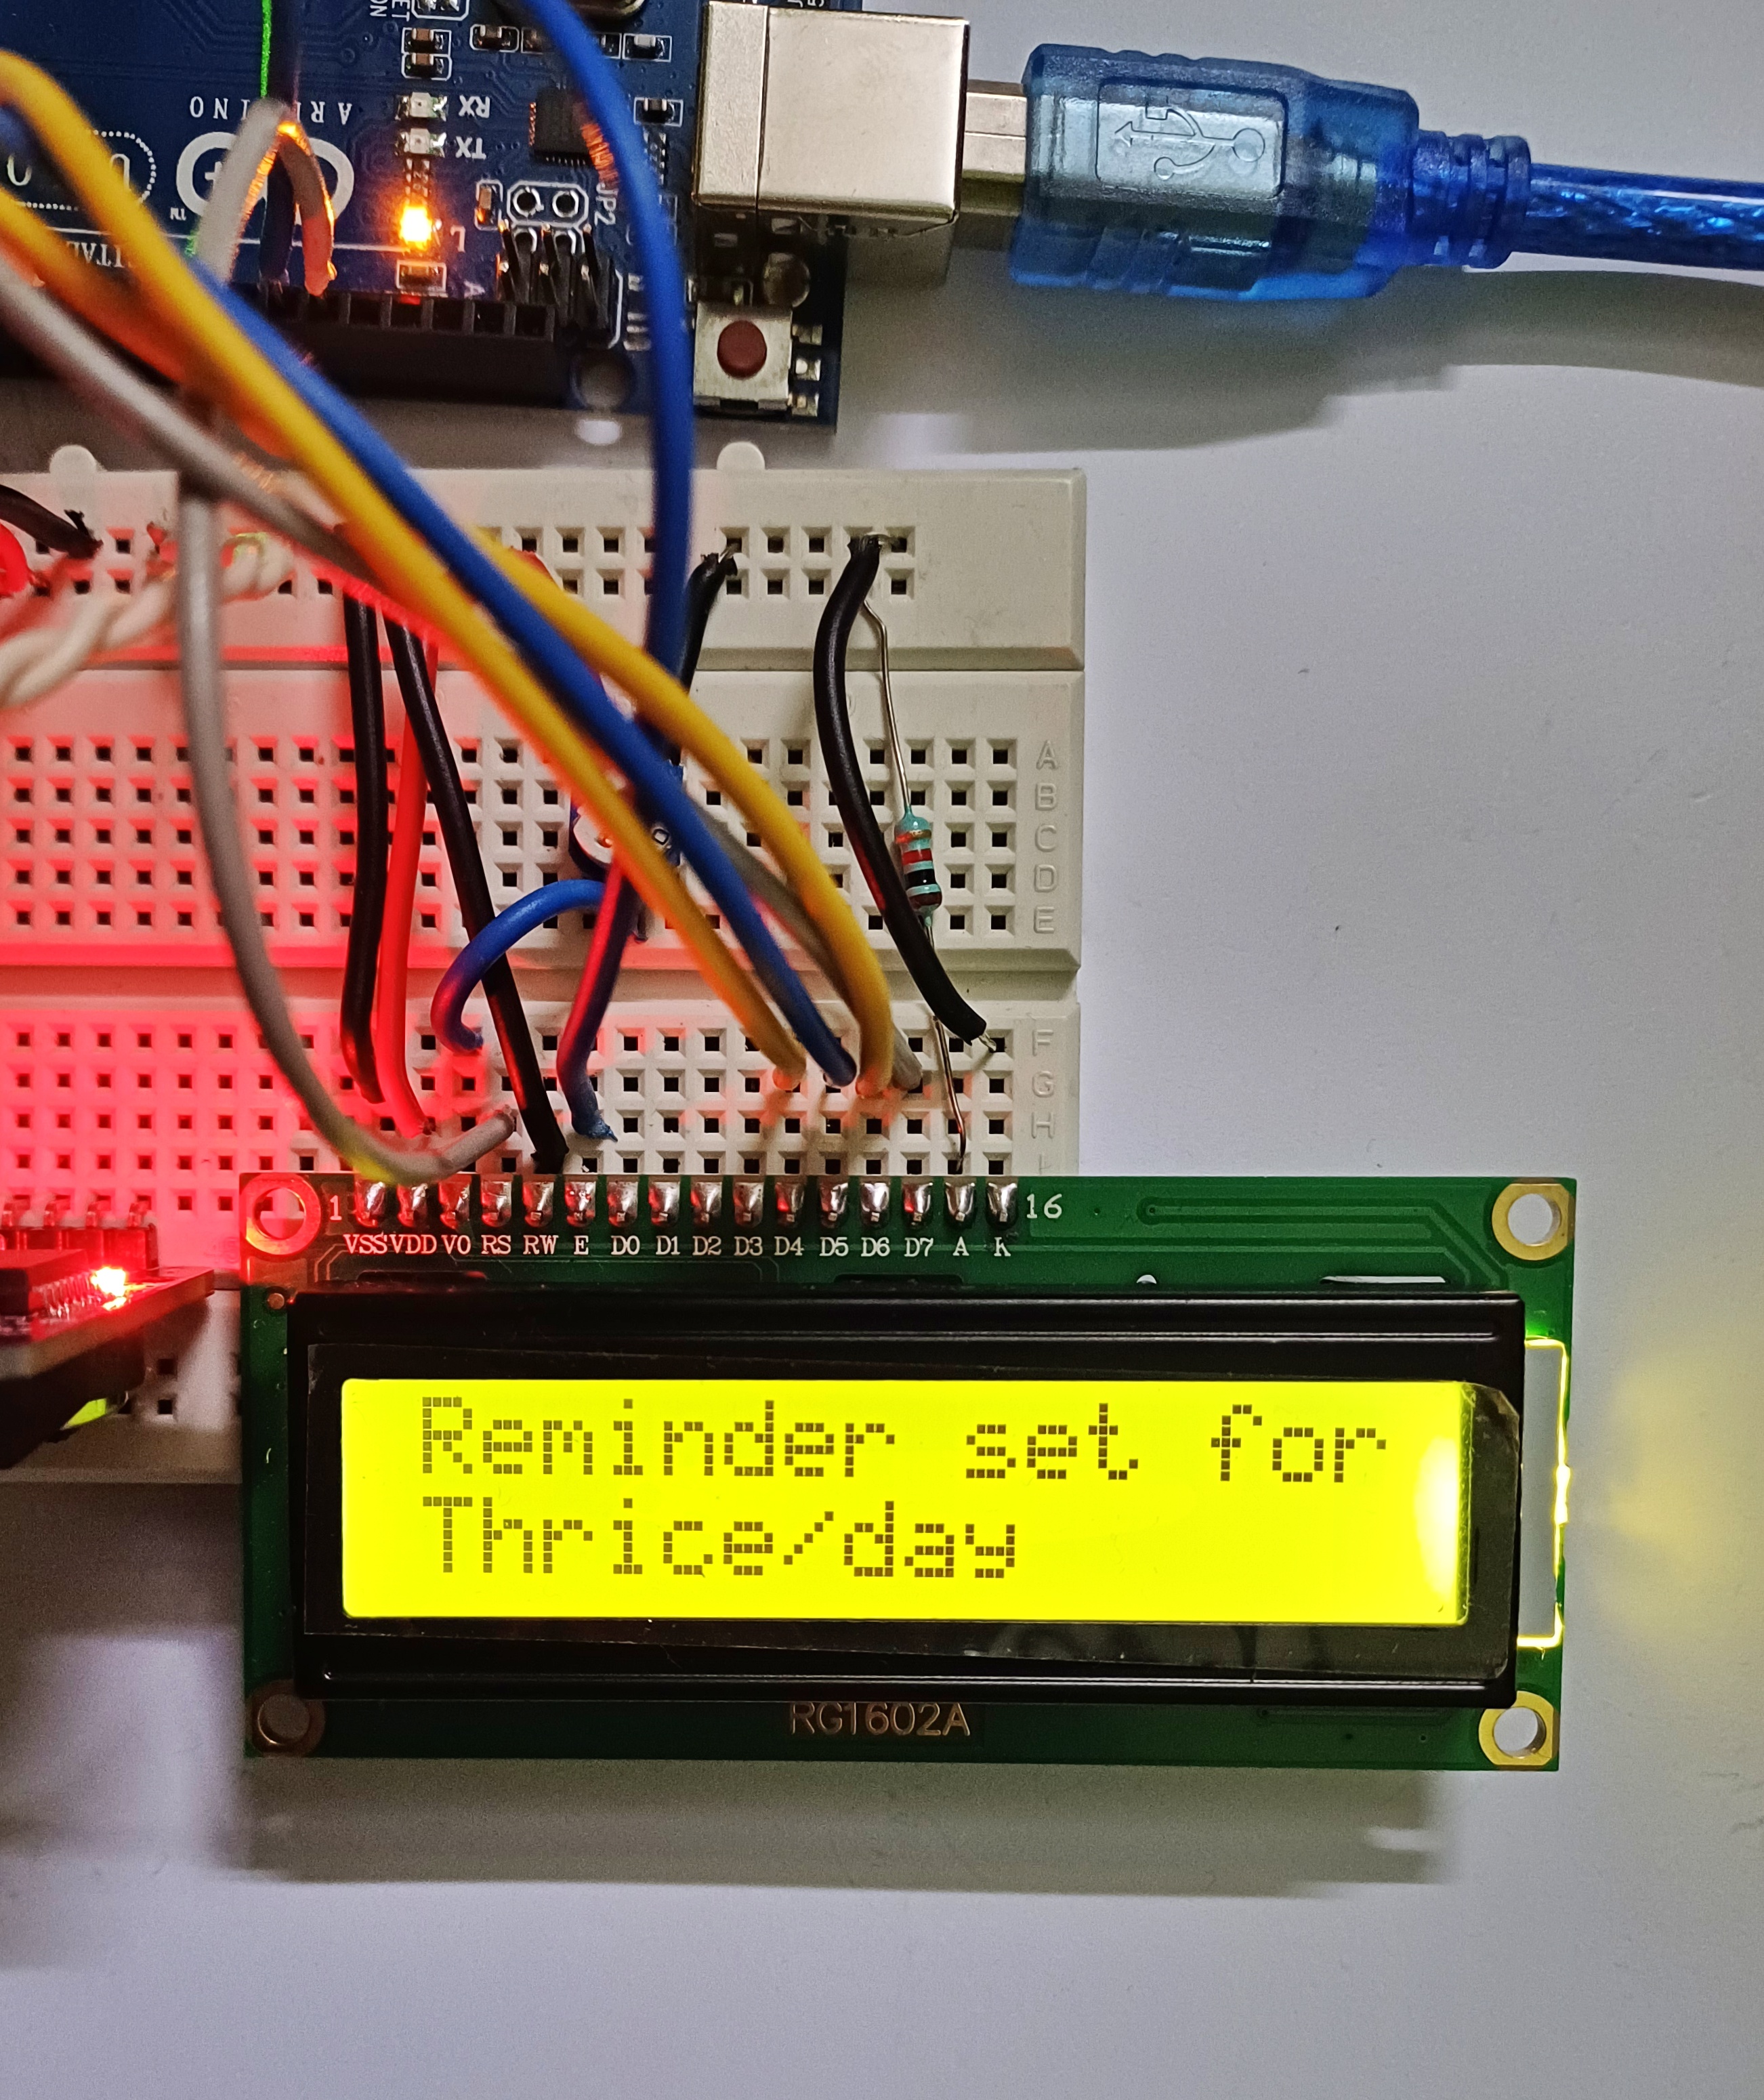 ON
RX
TX
ARDUINO
L
JP2
A
B
C
D
E
F
G
H
I
1 16
VSS VDD V0 RS RW E D0 D1 D2 D3 D4 D5 D6 D7 A K
Reminder set for
Thrice/day
RG1602A